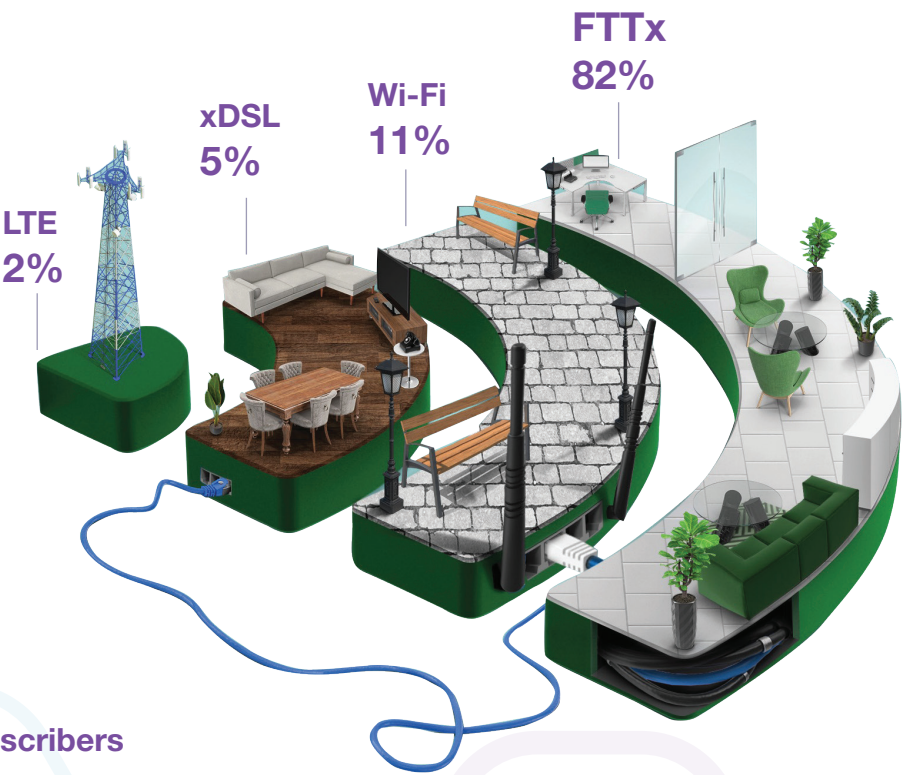 FTTx
82%
Wi-Fi
11%
xDSL
5%
LTE
2%
scribers